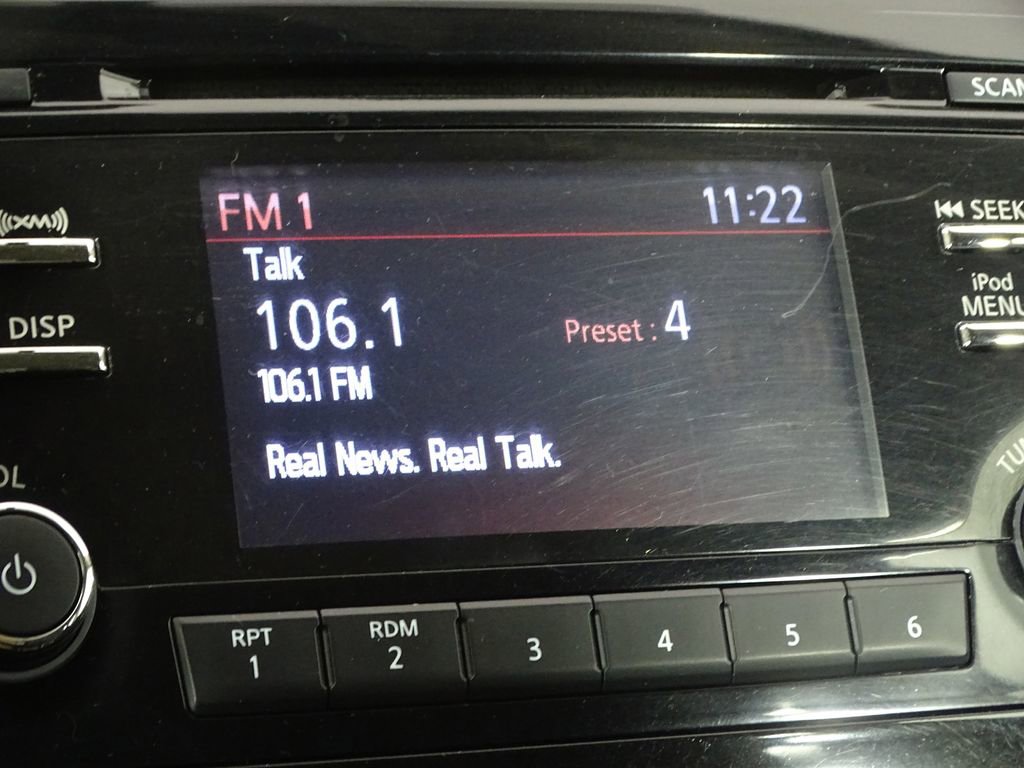 SCAN
XM
FM 1 11:22
SEEK
Talk
iPod
MENU
DISP
106.1 Preset : 4
106.1 FM
Real News. Real Talk.
RPT
1
RDM
2
3
4
5
6